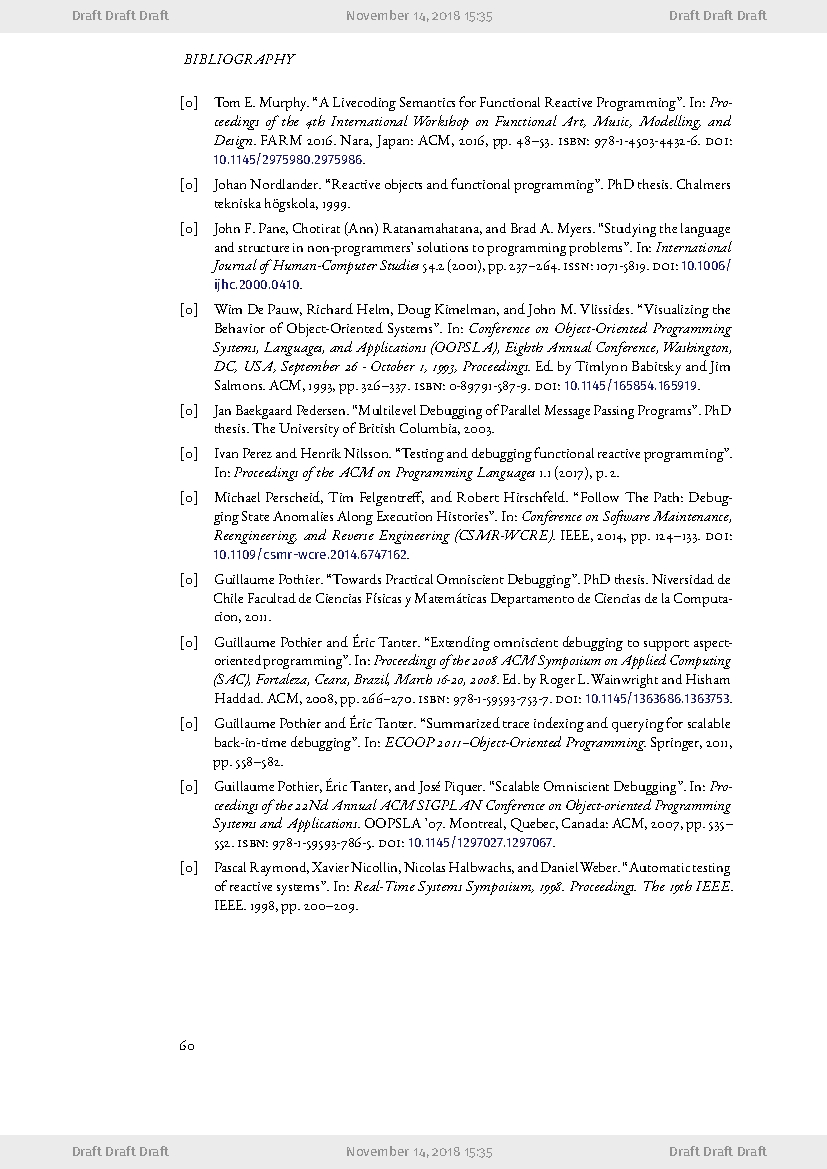 Draft Draft Draft November 14, 2018 15:35 Draft Draft Draft
BIBLIOGRAPHY
[0] Tom E. Murphy. “A Livecoding Semantics for Functional Reactive Programming”. In: Pro-
ceedings of the 4th International Workshop on Functional Art, Music, Modelling, and
Design. FARM 2016. Nara, Japan: ACM, 2016, pp. 48–53. ISBN: 978-1-4503-4432-6. DOI:
10.1145/2975980.2975986.
[0] Johan Nordlander. “Reactive objects and functional programming”. PhD thesis. Chalmers
tekniska högskola, 1999.
[0] John F. Pane, Chotirat (Ann) Ratanamahatana, and Brad A. Myers. “Studying the language
and structure in non-programmers’ solutions to programming problems”. In: International
Journal of Human-Computer Studies 54.2 (2001), pp. 237–264. ISSN: 1071-5819. DOI: 10.1006/
ijhc.2000.0410.
[0] Wim De Pauw, Richard Helm, Doug Kimelman, and John M. Vlissides. “Visualizing the
Behavior of Object-Oriented Systems”. In: Conference on Object-Oriented Programming
Systems, Languages, and Applications (OOPSLA), Eighth Annual Conference, Washington,
DC, USA, September 26 - October 1, 1993, Proceedings. Ed. by Timlynn Babitsky and Jim
Salmons. ACM, 1993, pp. 326–337. ISBN: 0-89791-587-9. DOI: 10.1145/165854.165919.
[0] Jan Baekgaard Pedersen. “Multilevel Debugging of Parallel Message Passing Programs”. PhD
thesis. The University of British Columbia, 2003.
[0] Ivan Perez and Henrik Nilsson. “Testing and debugging functional reactive programming”.
In: Proceedings of the ACM on Programming Languages 1.1 (2017), p. 2.
[0] Michael Perscheid, Tim Felgentreff, and Robert Hirschfeld. “Follow The Path: Debug-
ging State Anomalies Along Execution Histories”. In: Conference on Software Maintenance,
Reengineering, and Reverse Engineering (CSMR-WCRE). IEEE, 2014, pp. 124–133. DOI:
10.1109/csmr-wcre.2014.6747162.
[0] Guillaume Pothier. “Towards Practical Omniscient Debugging”. PhD thesis. Niversidad de
Chile Facultad de Ciencias Físicas y Matemáticas Departamento de Ciencias de la Computa-
cion, 2011.
[0] Guillaume Pothier and Éric Tanter. “Extending omniscient debugging to support aspect-
oriented programming”. In: Proceedings of the 2008 ACM Symposium on Applied Computing
(SAC), Fortaleza, Ceara, Brazil, March 16-20, 2008. Ed. by Roger L. Wainwright and Hisham
Haddad. ACM, 2008, pp. 266–270. ISBN: 978-1-59593-753-7. DOI: 10.1145/1363686.1363753.
[0] Guillaume Pothier and Éric Tanter. “Summarized trace indexing and querying for scalable
back-in-time debugging”. In: ECOOP 2011–Object-Oriented Programming. Springer, 2011,
pp. 558–582.
[0] Guillaume Pothier, Éric Tanter, and José Piquer. “Scalable Omniscient Debugging”. In: Pro-
ceedings of the 22Nd Annual ACM SIGPLAN Conference on Object-oriented Programming
Systems and Applications. OOPSLA ’07. Montreal, Quebec, Canada: ACM, 2007, pp. 535–
552. ISBN: 978-1-59593-786-5. DOI: 10.1145/1297027.1297067.
[0] Pascal Raymond, Xavier Nicollin, Nicolas Halbwachs, and Daniel Weber. “Automatic testing
of reactive systems”. In: Real-Time Systems Symposium, 1998. Proceedings. The 19th IEEE.
IEEE. 1998, pp. 200–209.
60
Draft Draft Draft November 14, 2018 15:35 Draft Draft Draft